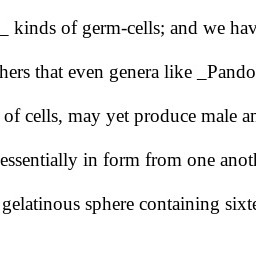 _ kinds of germ-cells; and we hav
hers that even genera like _Pando
of cells, may yet produce male an
essentially in form from one anoth
gelatinous sphere containing sixte